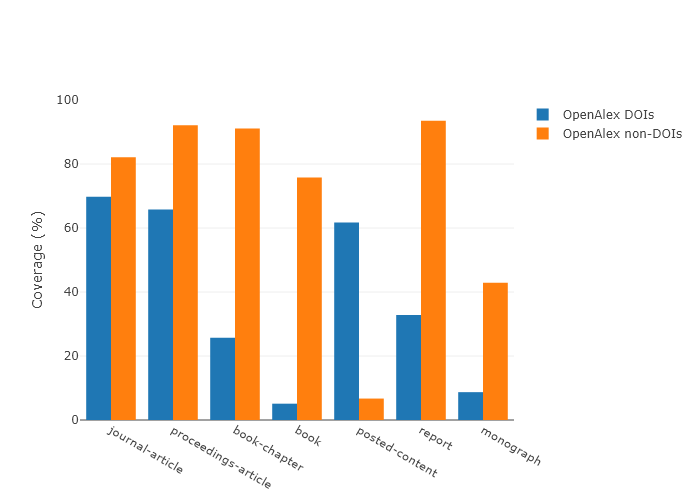 100
80
60
40
20
0
Coverage (%)
journal-article
proceedings-article
book-chapter
book
posted-content
report
monograph
OpenAlex DOIs
OpenAlex non-DOIs